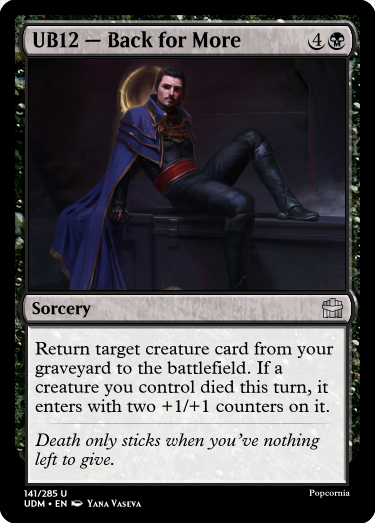 UB12 — Back for More 4
Sorcery
Return target creature card from your
graveyard to the battlefield. If a
creature you control died this turn, it
enters with two +1/+1 counters on it.
Death only sticks when you've nothing
left to give.
141/285 U Popcornia
UDM • EN Yana Vaseva